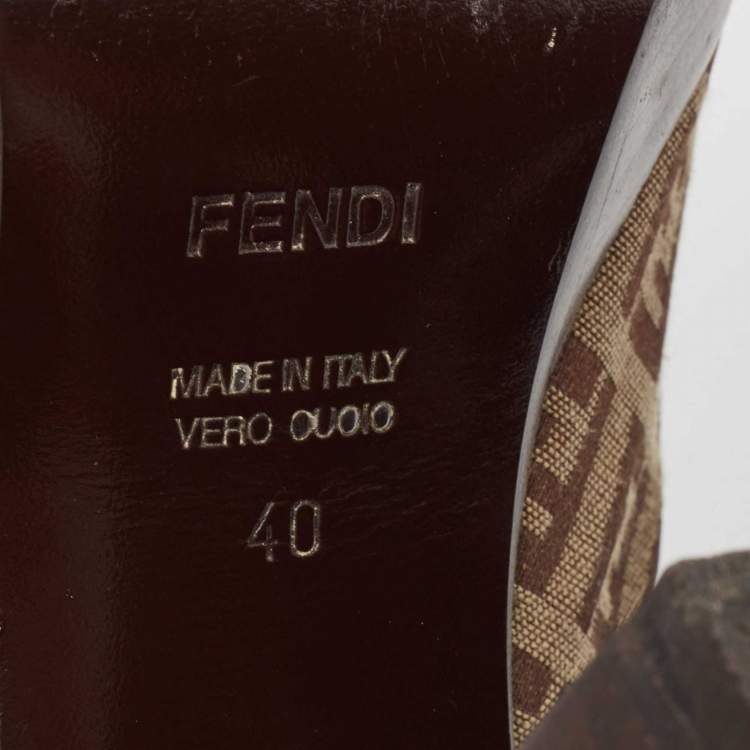 FENDI
MADE IN ITALY
VERO CUOIO
40